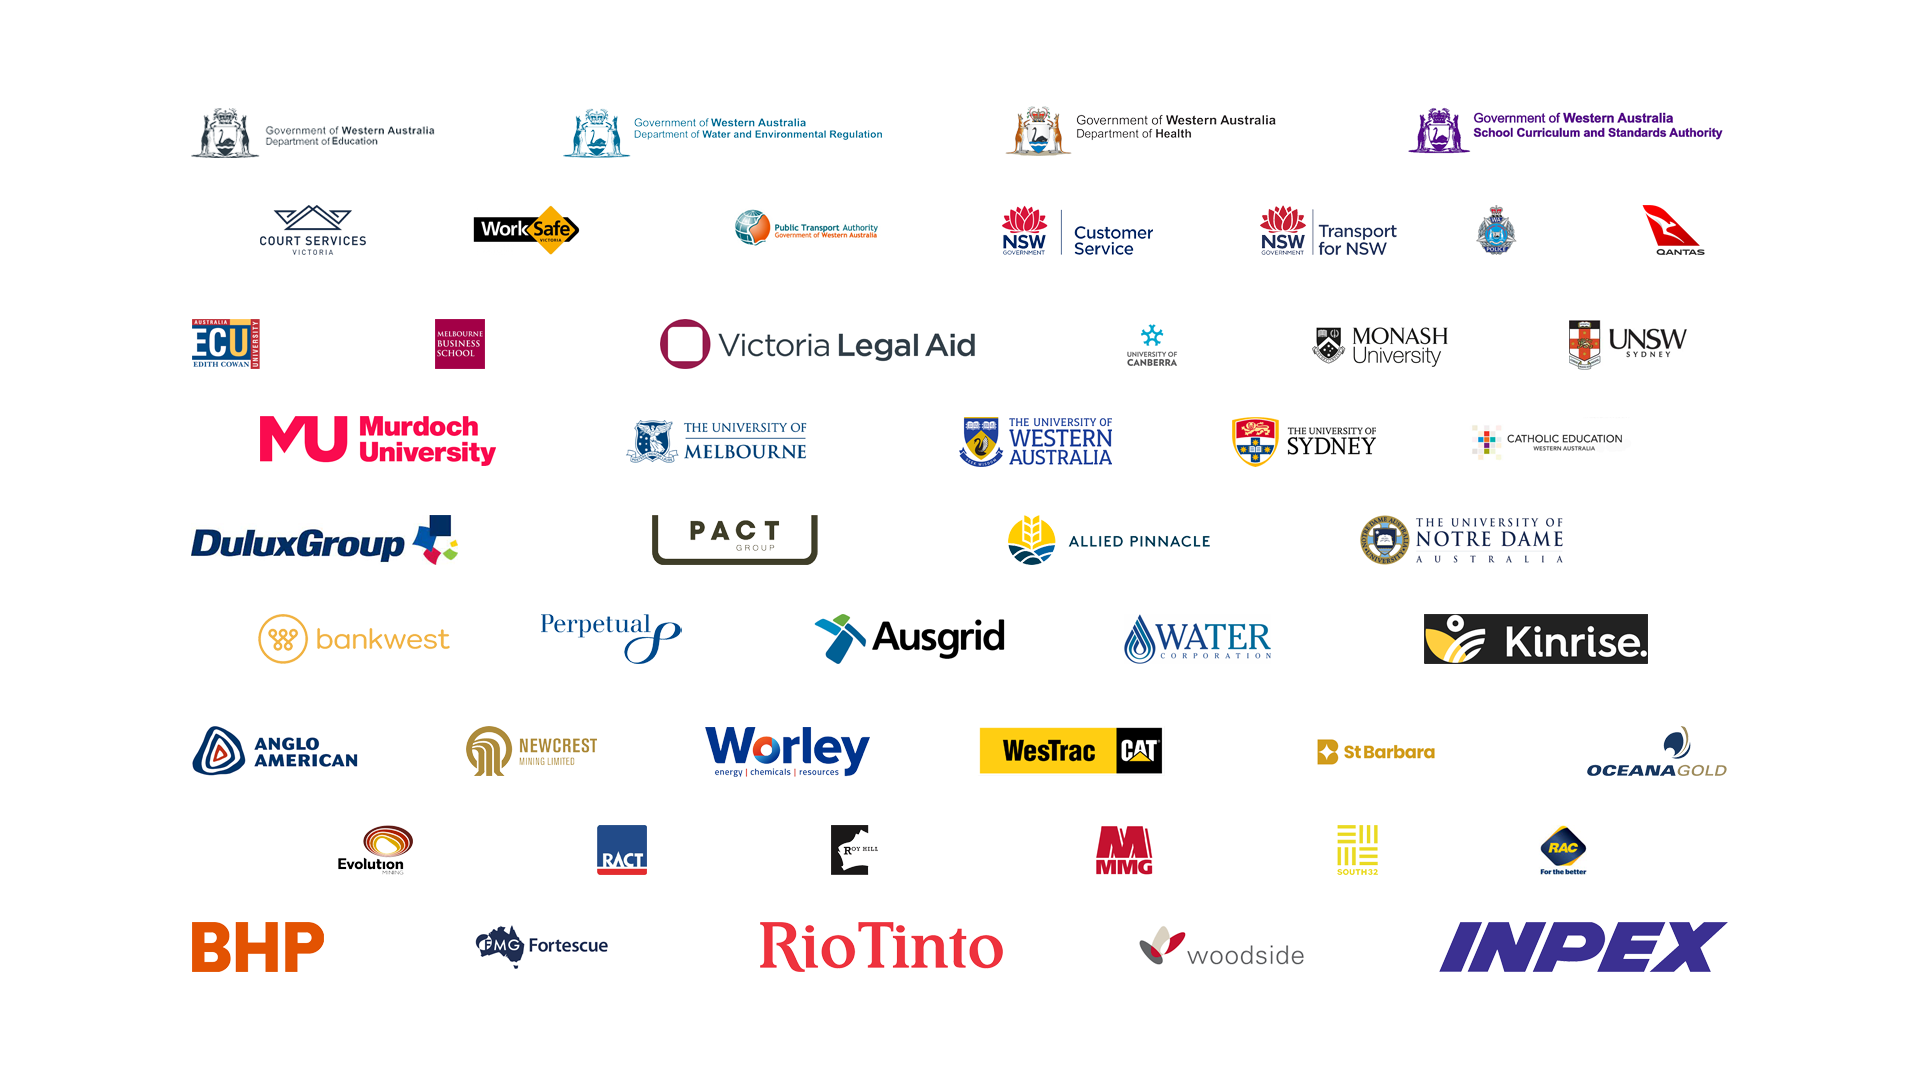 Government of Western Australia
Department of Education
Government of Western Australia
Department of Water and Environmental Regulation
Government of Western Australia
Department of Health
Government of Western Australia
School Curriculum and Standards Authority
COURT SERVICES
VICTORIA
WorkSafe
VICTORIA
Public Transport Authority
Government of Western Australia
NSW
GOVERNMENT
Customer
Service
NSW
GOVERNMENT
Transport
for NSW
POLICE
QANTAS
AUSTRALIA
ECU
EDITH COWAN
UNIVERSITY
MELBOURNE
BUSINESS
SCHOOL
Victoria Legal Aid
UNIVERSITY OF
CANBERRA
MONASH
University
UNSW
SYDNEY
MU
Murdoch
University
THE UNIVERSITY OF
MELBOURNE
THE UNIVERSITY OF
WESTERN
AUSTRALIA
THE UNIVERSITY OF
SYDNEY
CATHOLIC EDUCATION
WESTERN AUSTRALIA
DuluxGroup
PACT
GROUP
ALLIED PINNACLE
THE UNIVERSITY OF
NOTRE DAME
AUSTRALIA
bankwest
Perpetual
Ausgrid
WATER
CORPORATION
Kinrise.
ANGLO
AMERICAN
NEWCREST
MINING LIMITED
Worley
energy | chemicals | resources
WesTrac
CAT
StBarbara
OCEANAGOLD
Evolution
MINING
RACT
ROY HILL
MMG
SOUTH32
RAC
For the better
BHP
FMG
Fortescue
RioTinto
woodside
INPEX